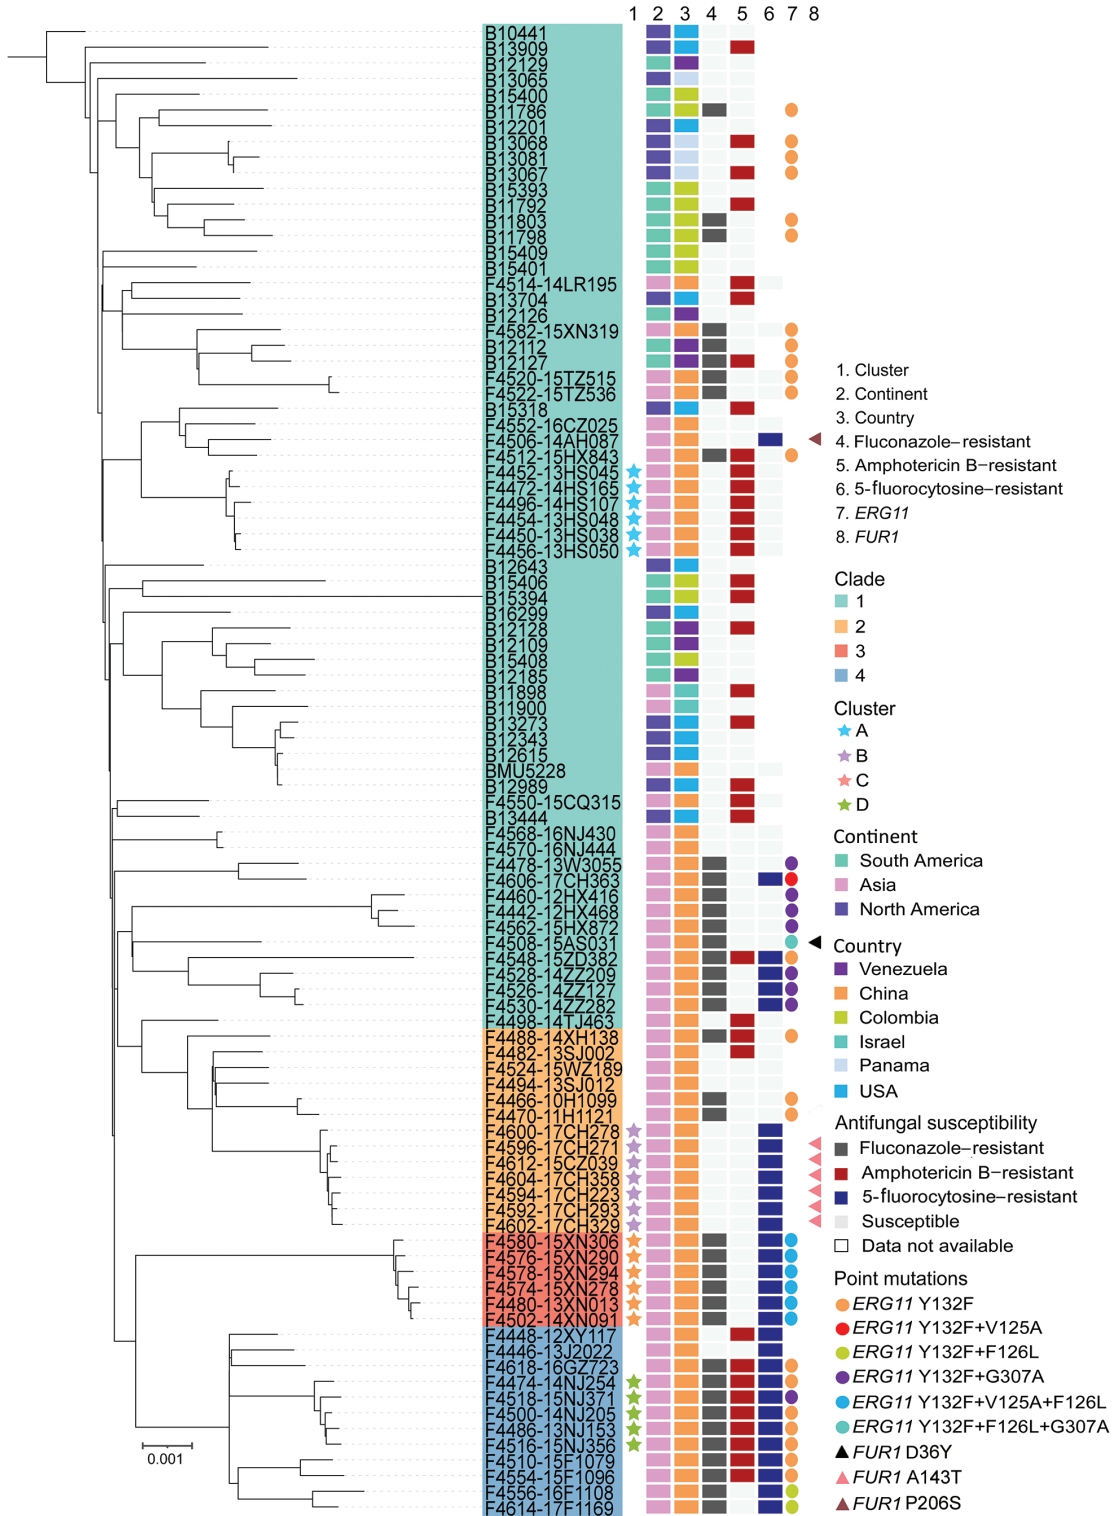 1 2 3 4 5 6 7 8
B10441
B13909
B12129
B13065
B15400
B11786
B12201
B13068
B13081
B13067
B15393
B11792
B11803
B11798
B15409
B15401
F4514-14LR195
B13704
B12126
F4582-15XN319
B12112
B12127
F4520-15TZ515
F4522-15TZ536
B15318
F4552-16CZ025
F4506-14AH087
F4512-15HX843
F4452-13HS045
F4472-14HS165
F4496-14HS107
F4454-13HS048
F4450-13HS038
F4456-13HS050
B12643
B15406
B15394
B16299
B12128
B12109
B15408
B12185
B11898
B11900
B13273
B12343
B12615
BMU5228
B12989
F4550-15CQ315
B13444
F4568-16NJ430
F4570-16NJ444
F4478-13W3055
F4606-17CH363
F4460-12HX416
F4442-12HX468
F4562-15HX872
F4508-15AS031
F4548-15ZD382
F4528-14ZZ209
F4526-14ZZ127
F4530-14ZZ282
F4498-14TJ463
F4488-14XH138
F4482-13SJ002
F4524-15WZ189
F4494-13SJ012
F4466-10H1099
F4470-11H1121
F4600-17CH278
F4596-17CH271
F4612-15CZ039
F4604-17CH358
F4594-17CH223
F4592-17CH293
F4602-17CH329
F4580-15XN306
F4576-15XN290
F4578-15XN294
F4574-15XN278
F4480-13XN013
F4502-14XN091
F4448-12XY117
F4446-13J2022
F4618-16GZ723
F4474-14NJ254
F4518-15NJ371
F4500-14NJ205
F4486-13NJ153
F4516-15NJ356
F4510-15F1079
F4554-15F1096
F4556-16F1108
F4614-17F1169
0.001
1. Cluster
2. Continent
3. Country
4. Fluconazole–resistant
5. Amphotericin B–resistant
6. 5-fluorocytosine–resistant
7. ERG11
8. FUR1
Clade
1
2
3
4
Cluster
A
B
C
D
Continent
South America
Asia
North America
Country
Venezuela
China
Colombia
Israel
Panama
USA
Antifungal susceptibility
Fluconazole–resistant
Amphotericin B–resistant
5-fluorocytosine–resistant
Susceptible
Data not available
Point mutations
ERG11 Y132F
ERG11 Y132F+V125A
ERG11 Y132F+F126L
ERG11 Y132F+G307A
ERG11 Y132F+V125A+F126L
ERG11 Y132F+F126L+G307A
FUR1 D36Y
FUR1 A143T
FUR1 P206S